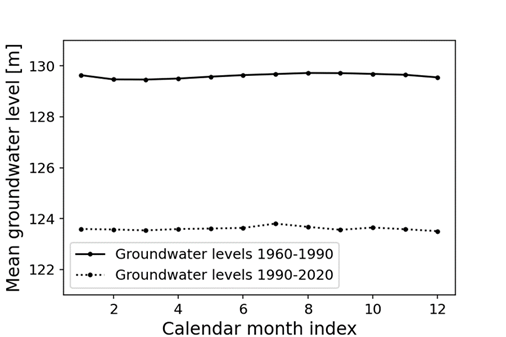 Mean groundwater level [m]
130
128
126
124
122
Groundwater levels 1960-1990
Groundwater levels 1990-2020
2 4 6 8 10 12
Calendar month index